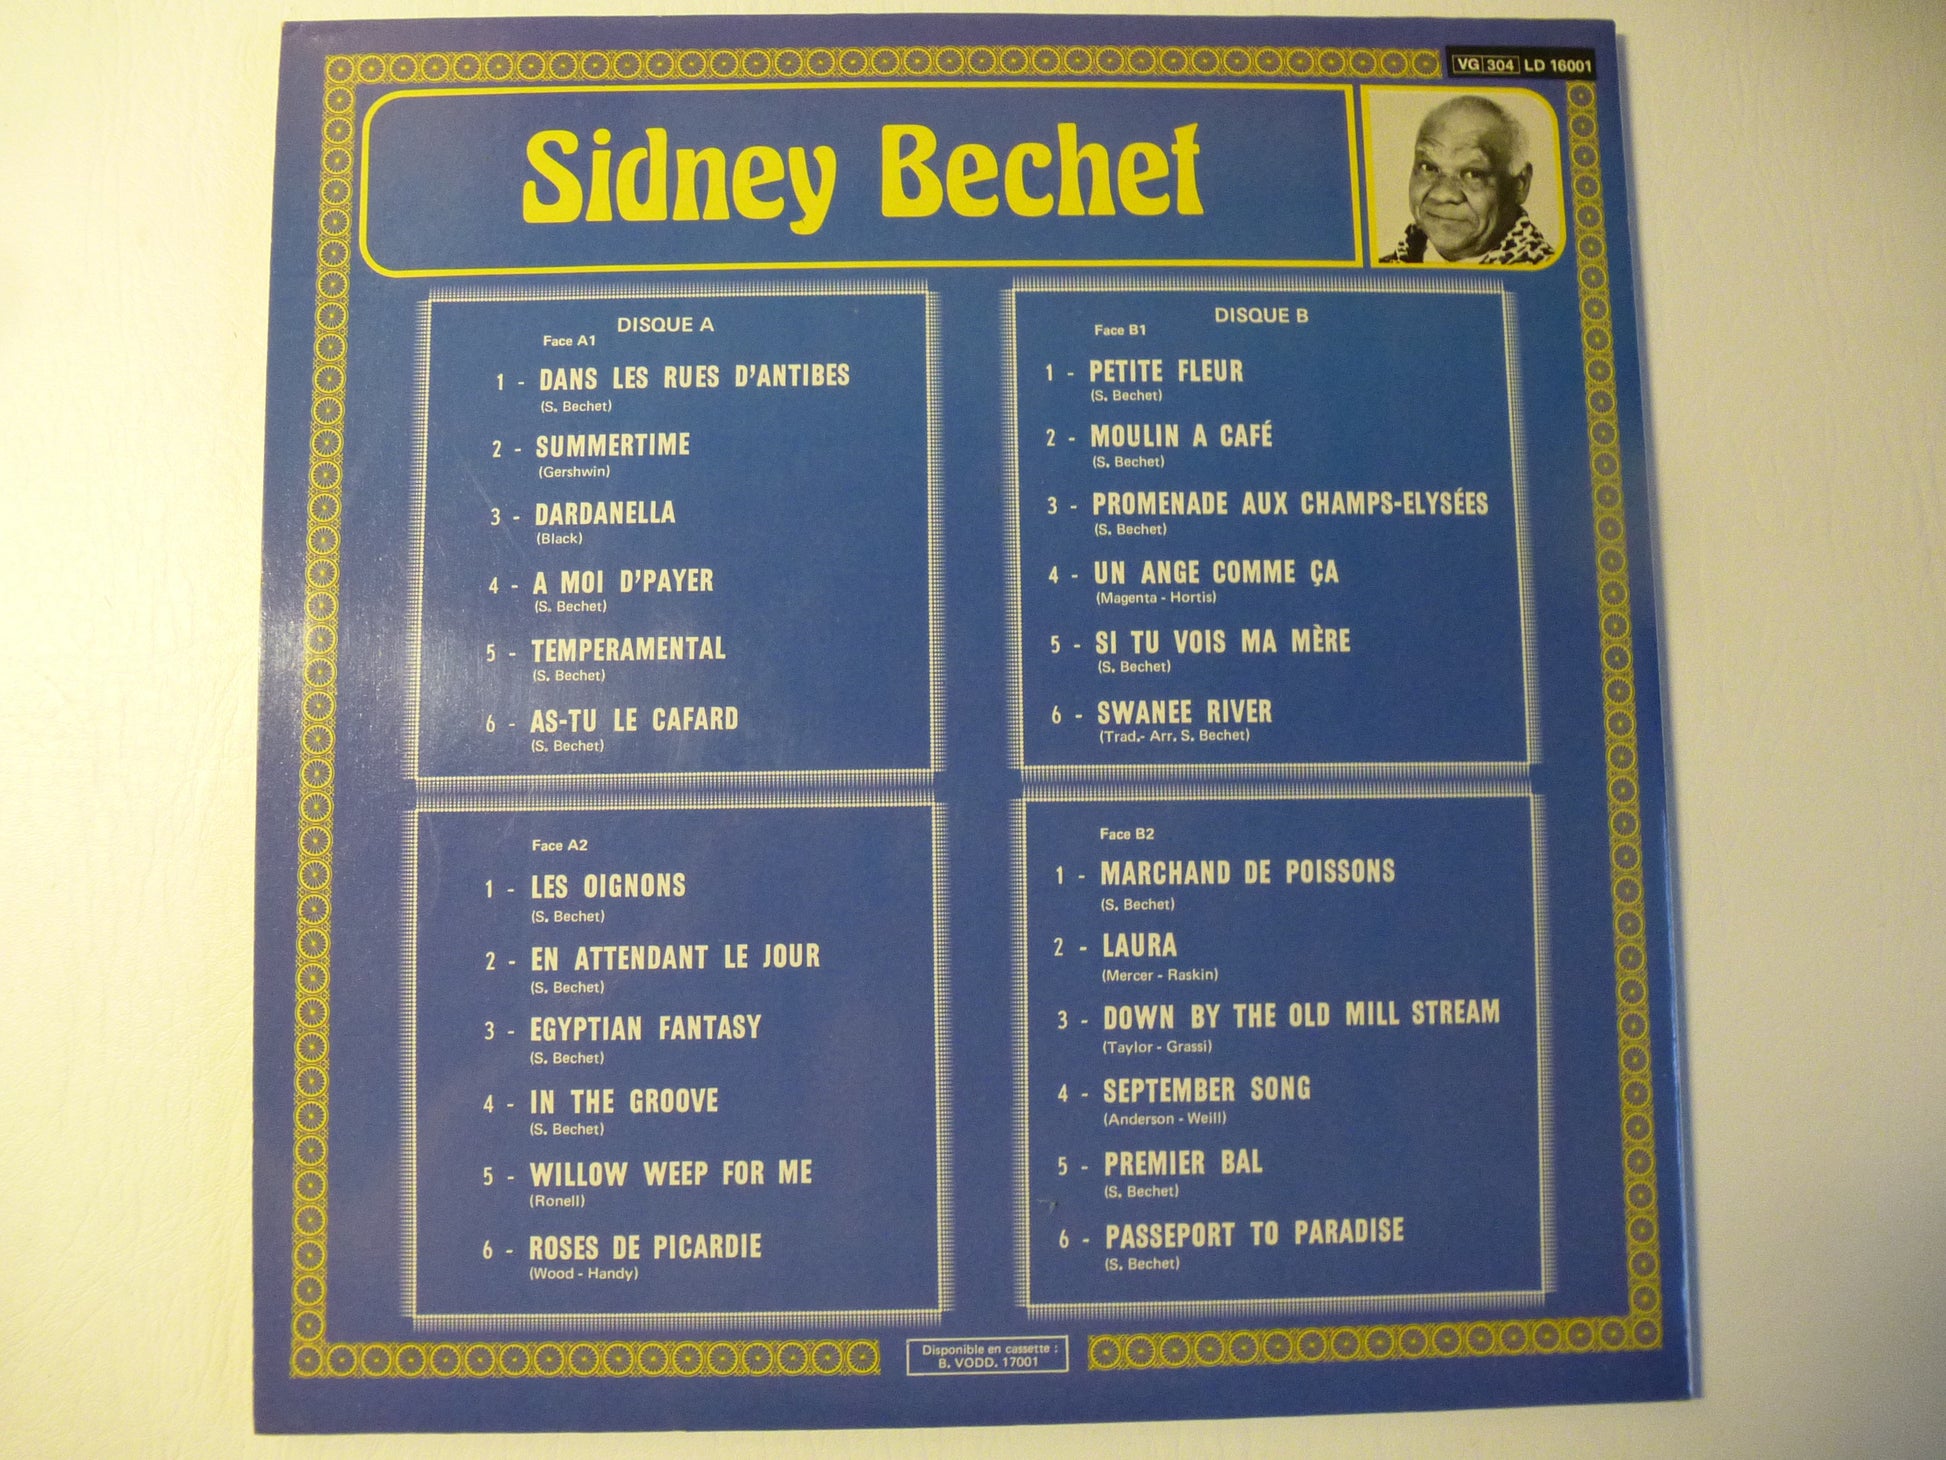 VG 304 LD 16001
Sidney Bechet
DISQUE A
Face A1
1 - DANS LES RUES D'ANTIBES
(S. Bechet)
2 - SUMMERTIME
(Gershwin)
3 - DARDANELLA
(Black)
4 - A MOI D'PAYER
(S. Bechet)
5 - TEMPERAMENTAL
(S. Bechet)
6 - AS-TU LE CAFARD
(S. Bechet)
Face A2
1 - LES OIGNONS
(S. Bechet)
2 - EN ATTENDANT LE JOUR
(S. Bechet)
3 - EGYPTIAN FANTASY
(S. Bechet)
4 - IN THE GROOVE
(S. Bechet)
5 - WILLOW WEEP FOR ME
(Ronell)
6 - ROSES DE PICARDIE
(Wood - Handy)
DISQUE B
Face B1
1 - PETITE FLEUR
(S. Bechet)
2 - MOULIN A CAFÉ
(S. Bechet)
3 - PROMENADE AUX CHAMPS-ELYSÉES
(S. Bechet)
4 - UN ANGE COMME ÇA
(Magenta - Hortis)
5 - SI TU VOIS MA MÈRE
(S. Bechet)
6 - SWANEE RIVER
(Trad.- Arr. S. Bechet)
Face B2
1 - MARCHAND DE POISSONS
(S. Bechet)
2 - LAURA
(Mercer - Raskin)
3 - DOWN BY THE OLD MILL STREAM
(Taylor - Grassi)
4 - SEPTEMBER SONG
(Anderson - Weill)
5 - PREMIER BAL
(S. Bechet)
6 - PASSEPORT TO PARADISE
(S. Bechet)
Disponible en cassette :
B. VODD. 17001